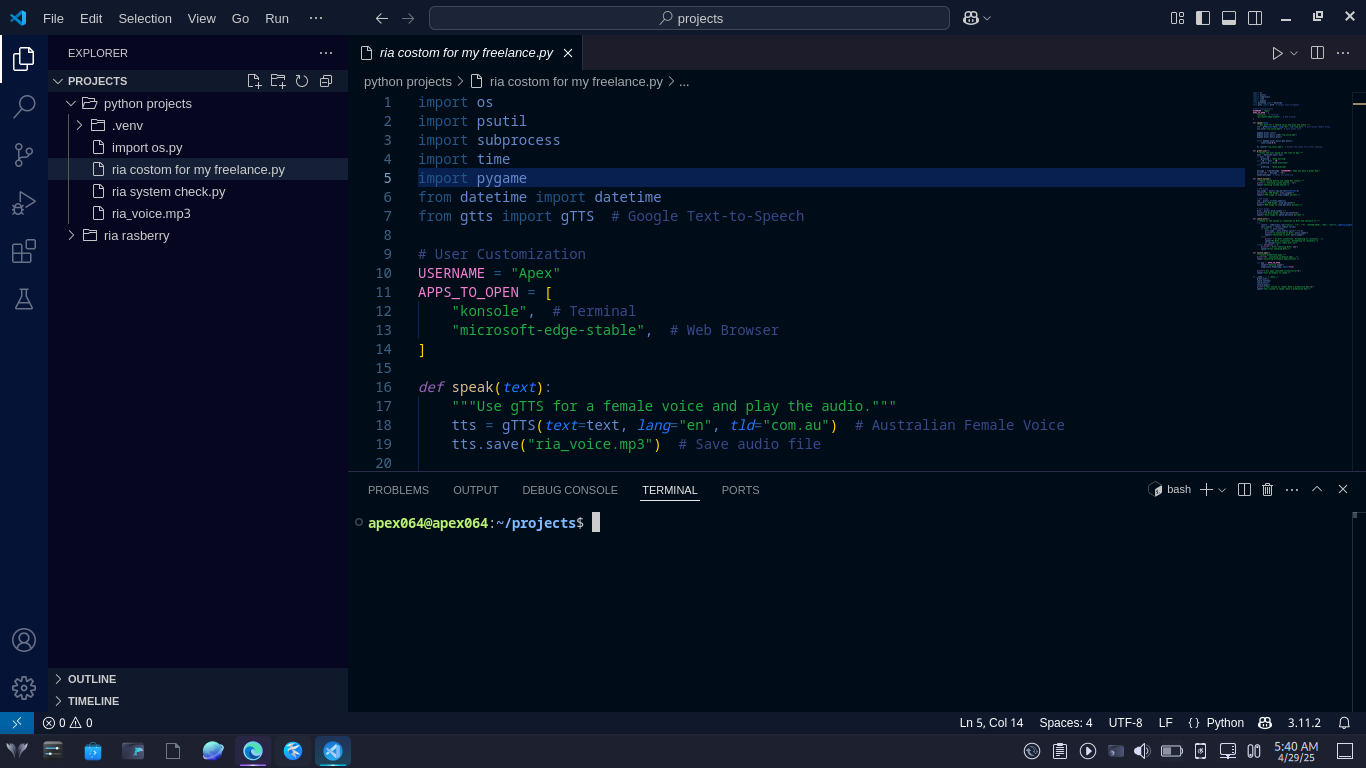 File Edit Selection View Go Run ···
projects
EXPLORER
PROJECTS
python projects
.venv
import os.py
ria costom for my freelance.py
ria system check.py
ria_voice.mp3
ria rasberry
OUTLINE
TIMELINE
ria costom for my freelance.py
python projects > ria costom for my freelance.py > ...
1 import os
2 import psutil
3 import subprocess
4 import time
5 import pygame
6 from datetime import datetime
7 from gtts import gTTS  # Google Text-to-Speech
8
9 # User Customization
10 USERNAME = "Apex"
11 APPS_TO_OPEN = [
12     "konsole",  # Terminal
13     "microsoft-edge-stable",  # Web Browser
14 ]
15
16 def speak(text):
17     """Use gTTS for a female voice and play the audio."""
18     tts = gTTS(text=text, lang="en", tld="com.au")  # Australian Female Voice
19     tts.save("ria_voice.mp3")  # Save audio file
20
PROBLEMS OUTPUT DEBUG CONSOLE TERMINAL PORTS
bash
apex064@apex064:~/projects$
0 0
Ln 5, Col 14 Spaces: 4 UTF-8 LF {} Python 3.11.2
5:40 AM
4/29/25